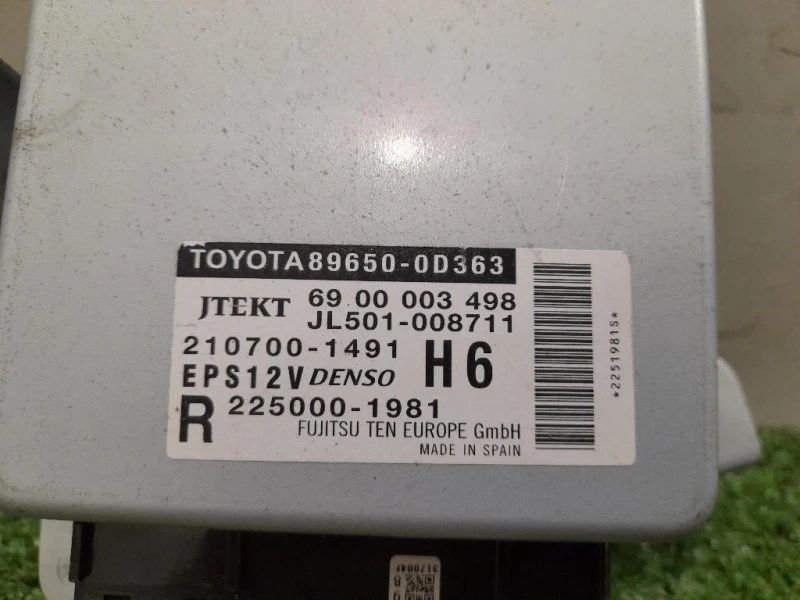 TOYOTA 89650-0D363
JTEKT 69 00 003 498
JL501-008711
210700-1491 H6
EPS12V DENSO
R 225000-1981
FUJITSU TEN EUROPE GmbH
MADE IN SPAIN
*2251981S*
317004F